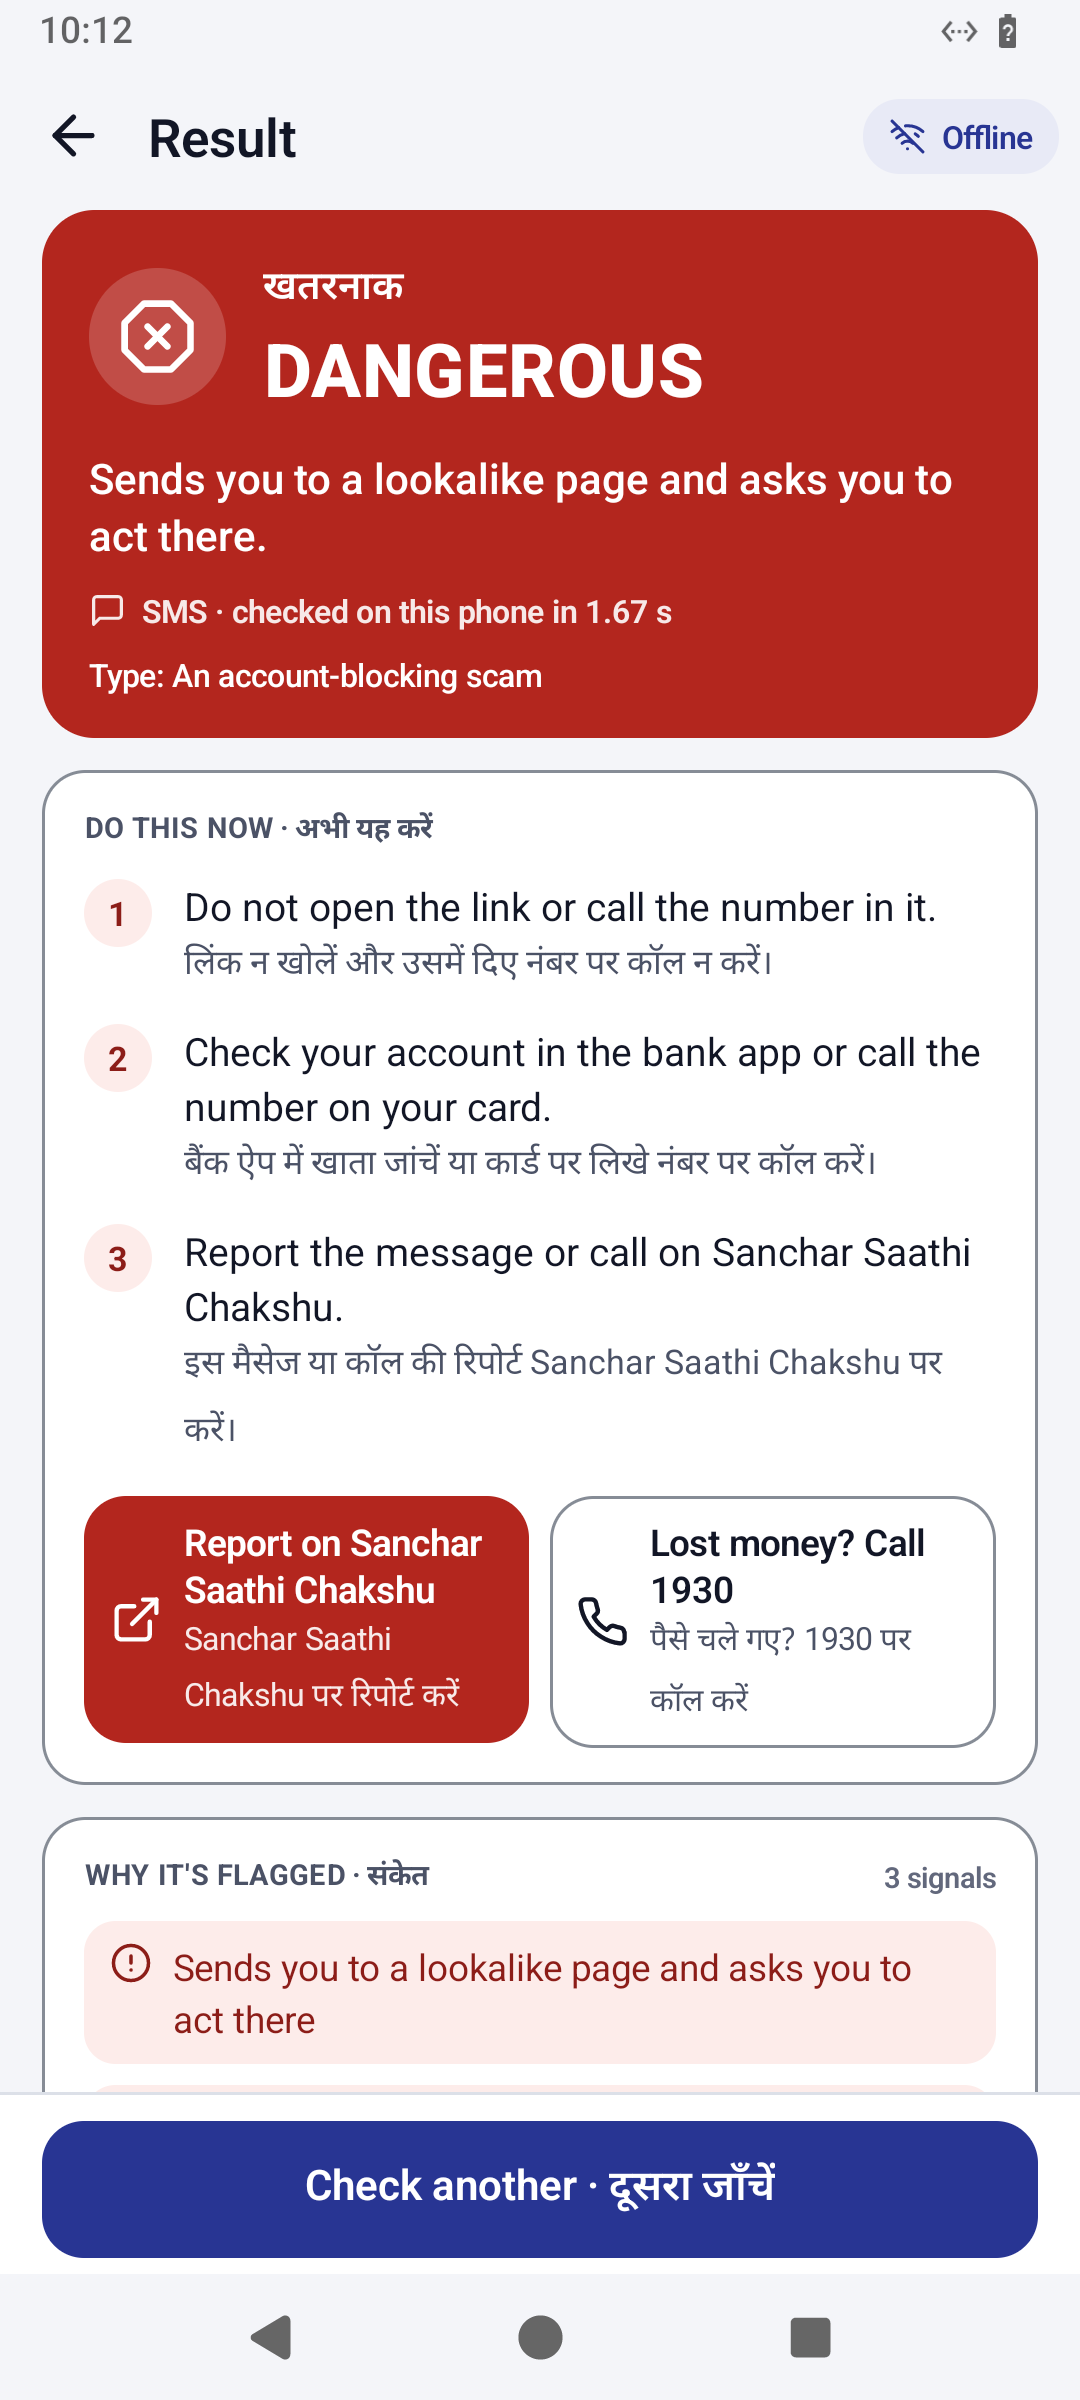 10:12
Result
Offline
खतरनाक
DANGEROUS
Sends you to a lookalike page and asks you to
act there.
SMS · checked on this phone in 1.67 s
Type: An account-blocking scam
DO THIS NOW · अभी यह करें
1
Do not open the link or call the number in it.
लिंक न खोलें और उसमें दिए नंबर पर कॉल न करें।
2
Check your account in the bank app or call the
number on your card.
बैंक ऐप में खाता जांचें या कार्ड पर लिखे नंबर पर कॉल करें।
3
Report the message or call on Sanchar Saathi
Chakshu.
इस मैसेज या कॉल की रिपोर्ट Sanchar Saathi Chakshu पर
करें।
Report on Sanchar
Saathi Chakshu
Sanchar Saathi
Chakshu पर रिपोर्ट करें
Lost money? Call
1930
पैसे चले गए? 1930 पर
कॉल करें
WHY IT'S FLAGGED · संकेत
3 signals
Sends you to a lookalike page and asks you to
act there
Check another · दूसरा जाँचें